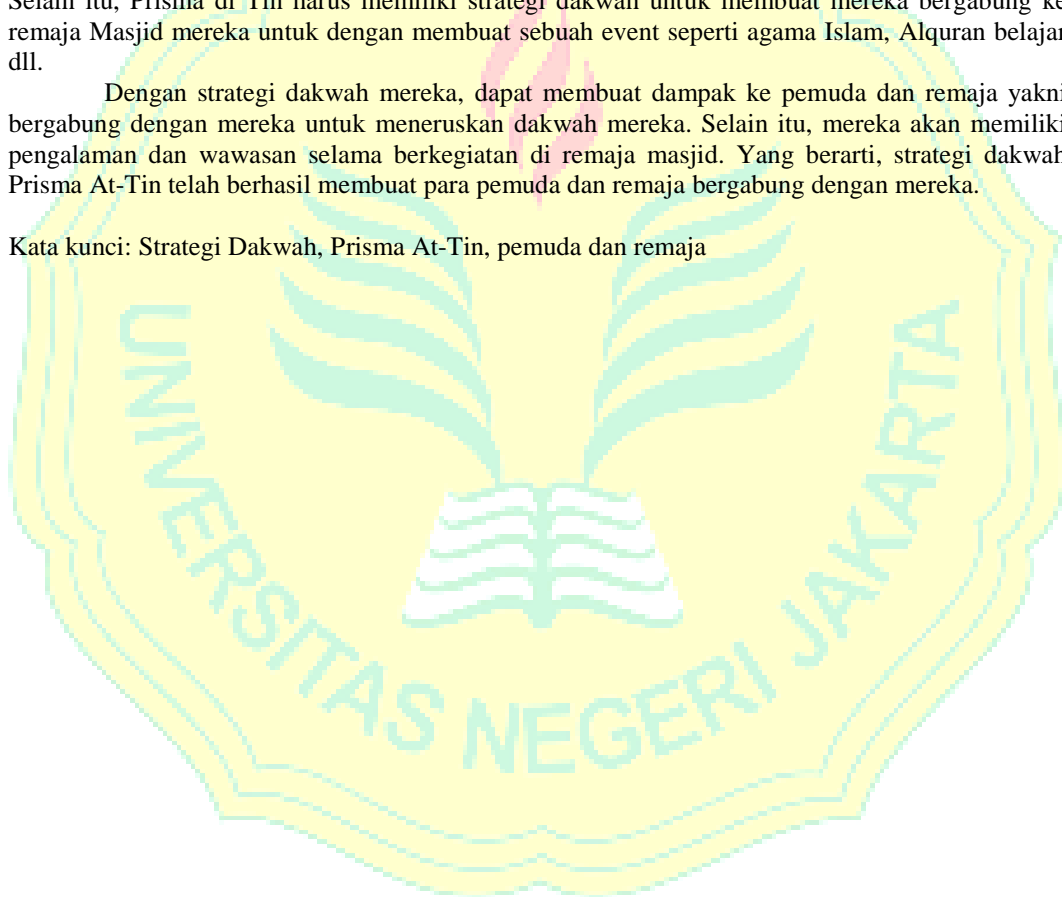 Selain itu, Prisma di Tin harus memiliki strategi dakwah untuk membuat mereka bergabung ke
remaja Masjid mereka untuk dengan membuat sebuah event seperti agama Islam, Alquran belajar
dll.
Dengan strategi dakwah mereka, dapat membuat dampak ke pemuda dan remaja yakni
bergabung dengan mereka untuk meneruskan dakwah mereka. Selain itu, mereka akan memiliki
pengalaman dan wawasan selama berkegiatan di remaja masjid. Yang berarti, strategi dakwah
Prisma At-Tin telah berhasil membuat para pemuda dan remaja bergabung dengan mereka.
Kata kunci: Strategi Dakwah, Prisma At-Tin, pemuda dan remaja
UNIVERSITAS NEGERI JAKARTA